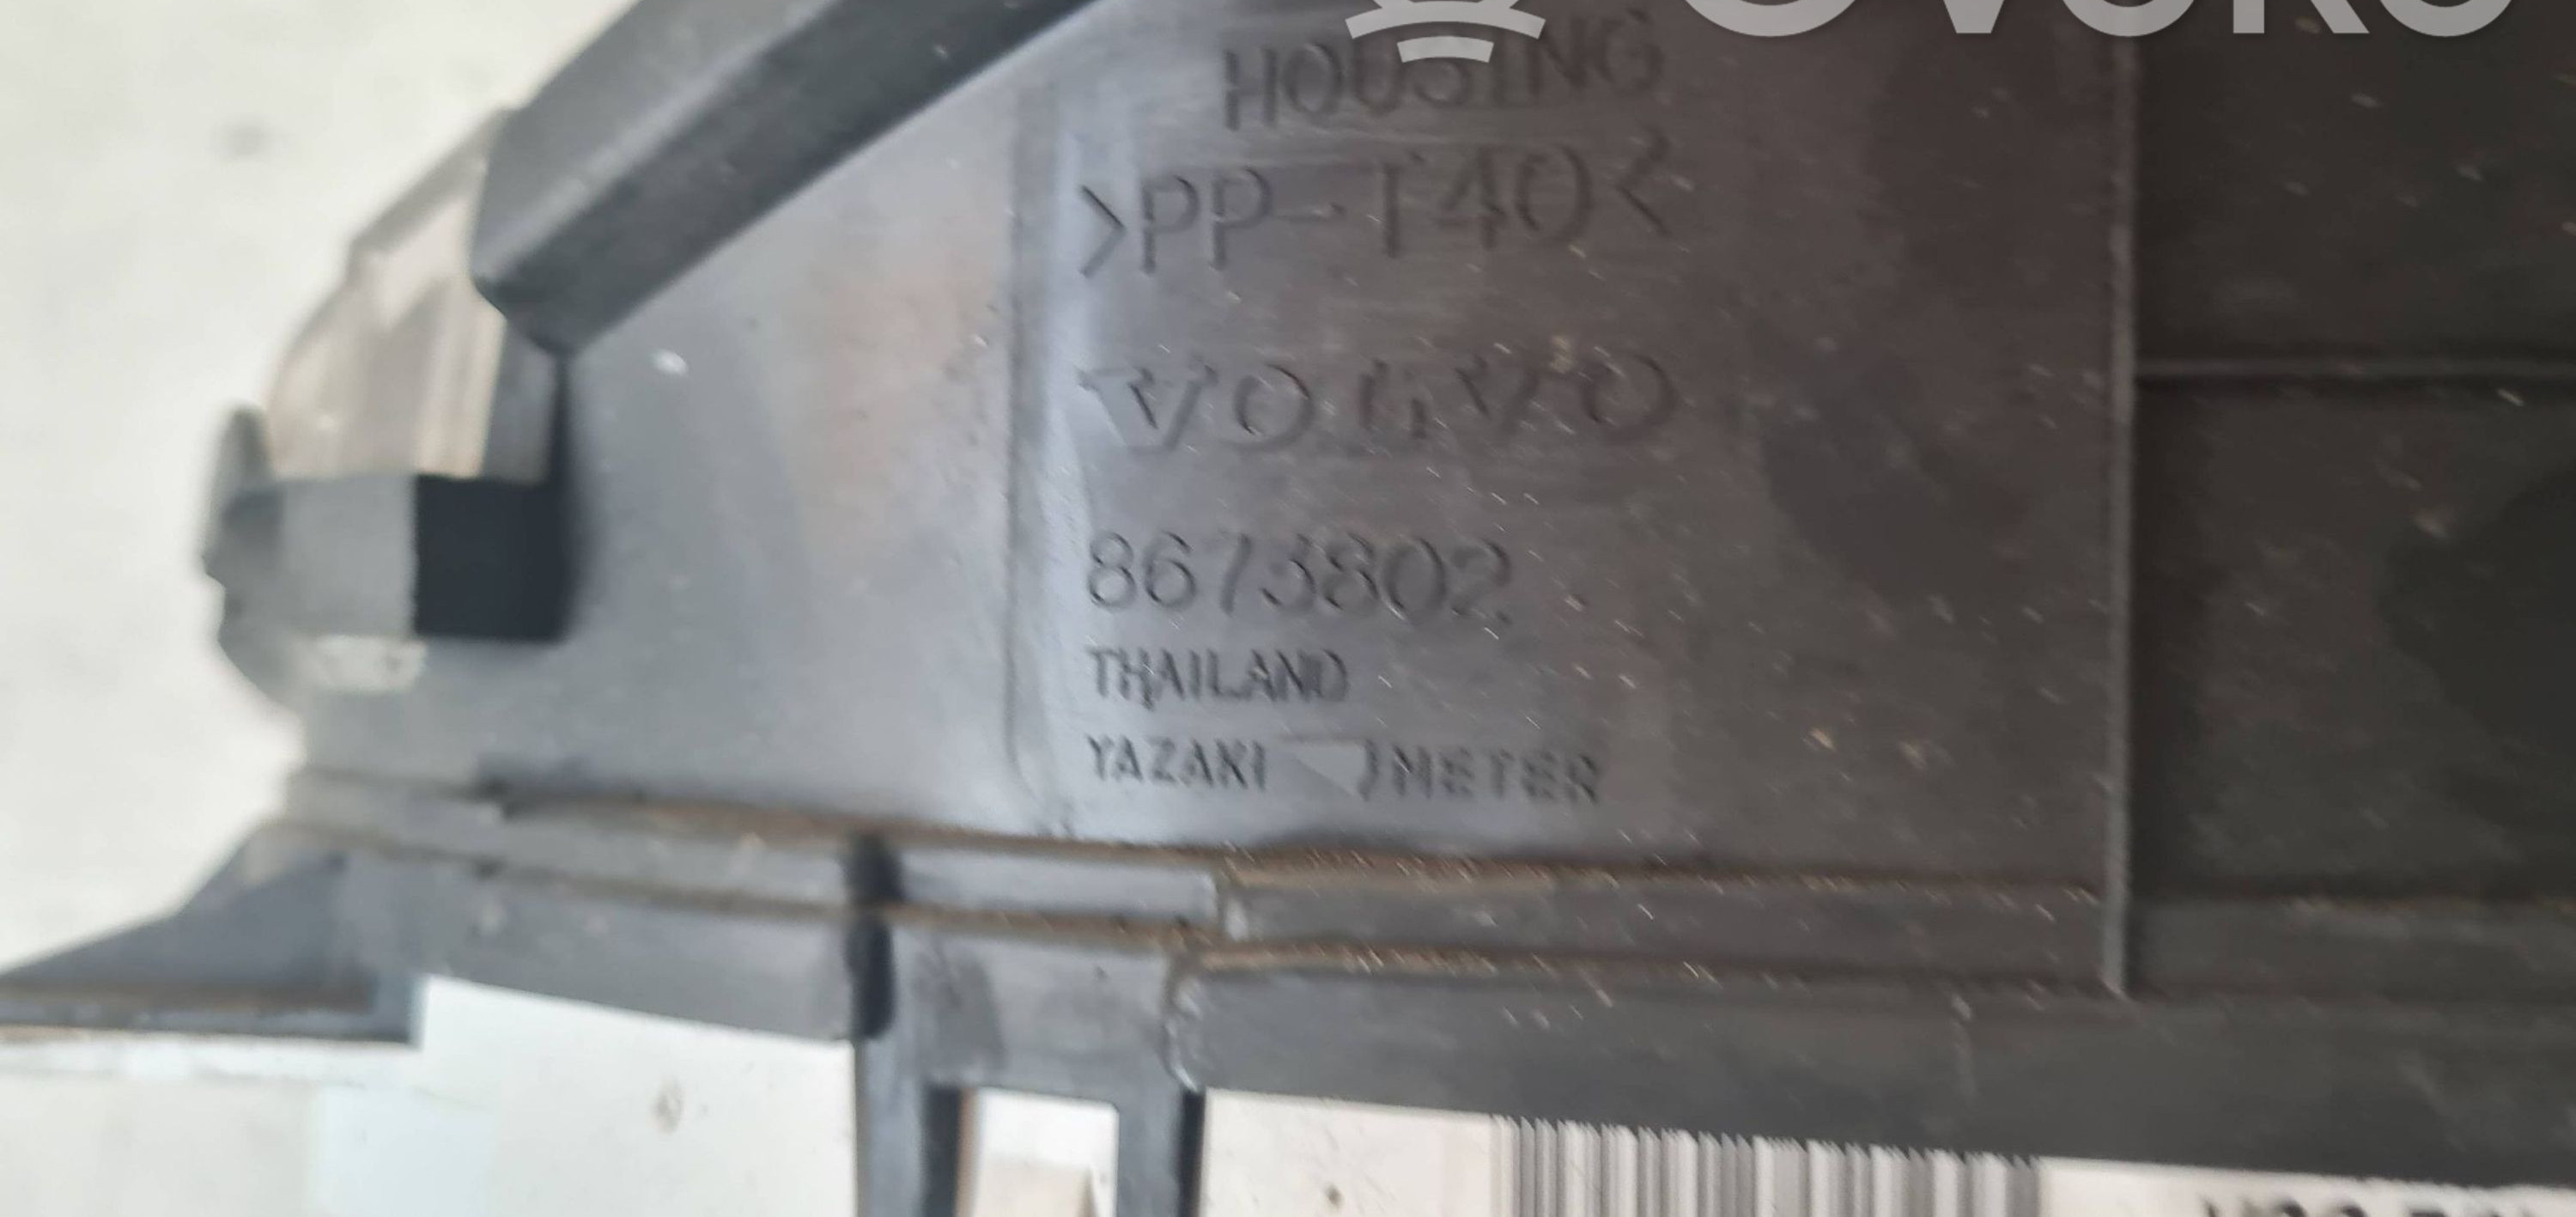 HOUSING
>PP-T40<
VOLVO
8673802
THAILAND
YAZAKI METER